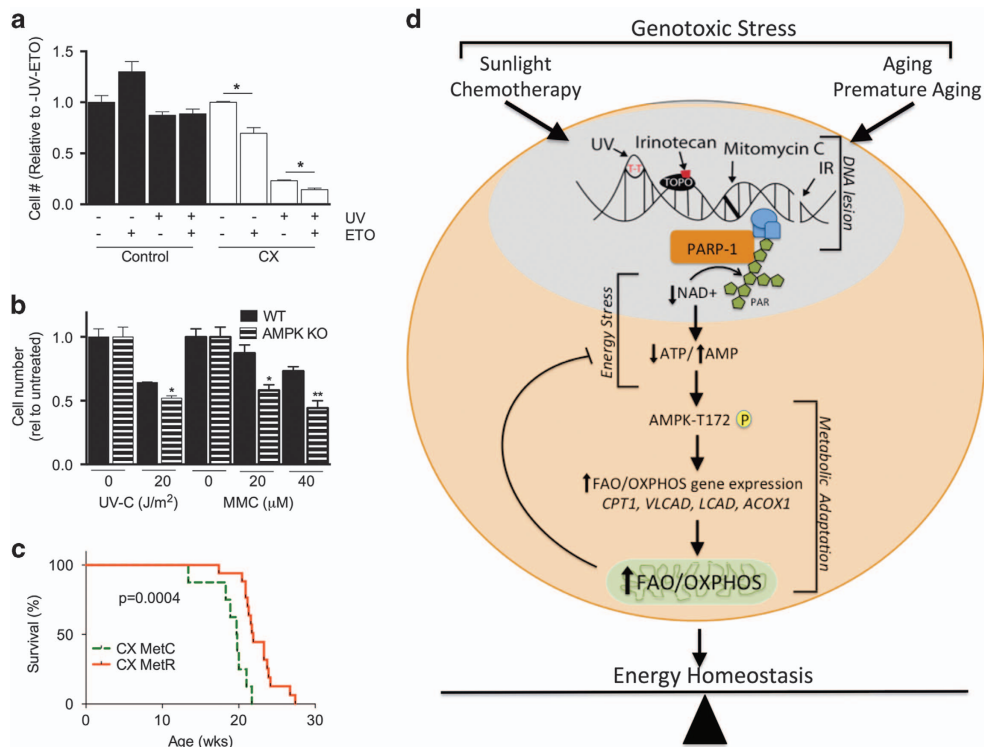 a
Cell # (Relative to -UV-ETO)
1.5
1.0
0.5
0.0
*
*
- - + + - - + + UV
- + - + - + - + ETO
Control
CX
b
WT
AMPK KO
Cell number
(rel to untreated)
1.0
0.5
0.0
*
*
**
0 20 0 20 40
UV-C (J/m²) MMC (μM)
c
Survival (%)
100
50
0
p=0.0004
CX MetC
CX MetR
0 10 20 30
Age (wks)
d
Genotoxic Stress
Sunlight
Chemotherapy
Aging
Premature Aging
UV
Irinotecan
Mitomycin C
IR
T-T
TOPO
DNA lesion
PARP-1
PAR
NAD+
Energy Stress
ATP/ AMP
AMPK-T172 P
FAO/OXPHOS gene expression
CPT1, VLCAD, LCAD, ACOX1
Metabolic Adaptation
FAO/OXPHOS
Energy Homeostasis